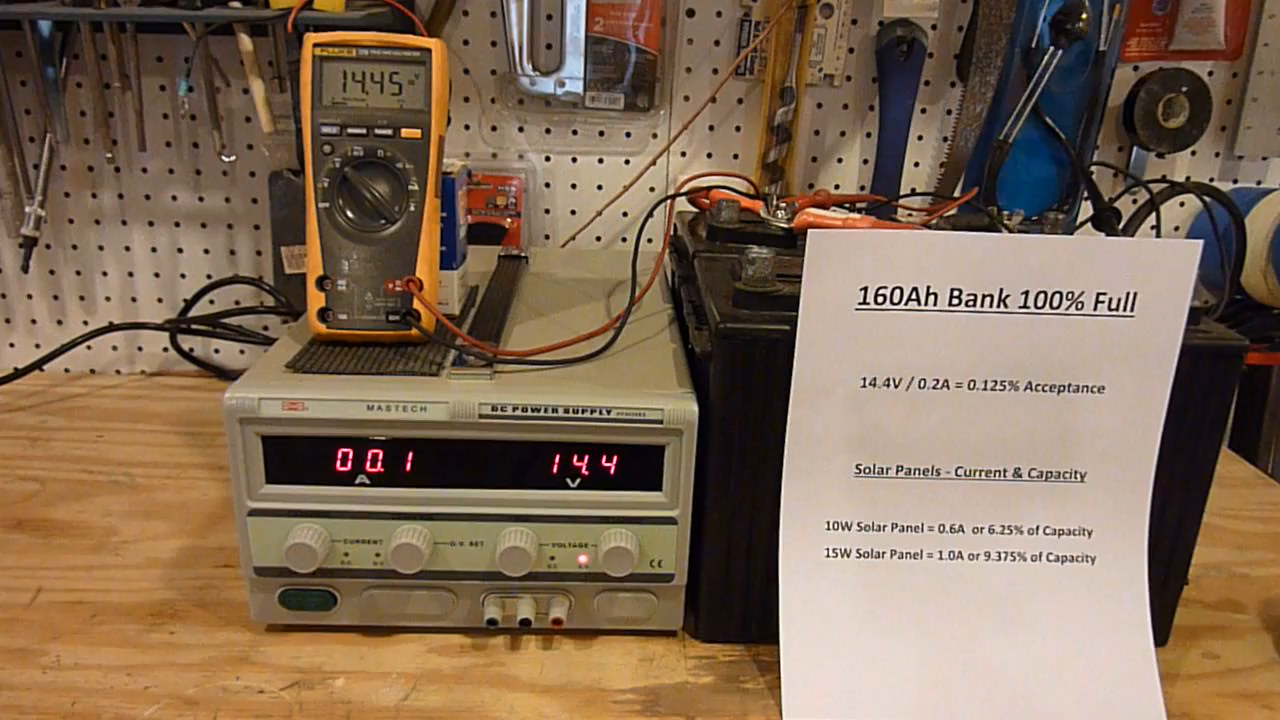 FLUKE
14.45 V
160Ah Bank 100% Full
14.4V / 0.2A = 0.125% Acceptance
Solar Panels - Current & Capacity
10W Solar Panel = 0.6A or 6.25% of Capacity
15W Solar Panel = 1.0A or 9.375% of Capacity
MASTECH
DC POWER SUPPLY
00.1
14.4
A
V
CURRENT
O.V. SET
VOLTAGE
CE